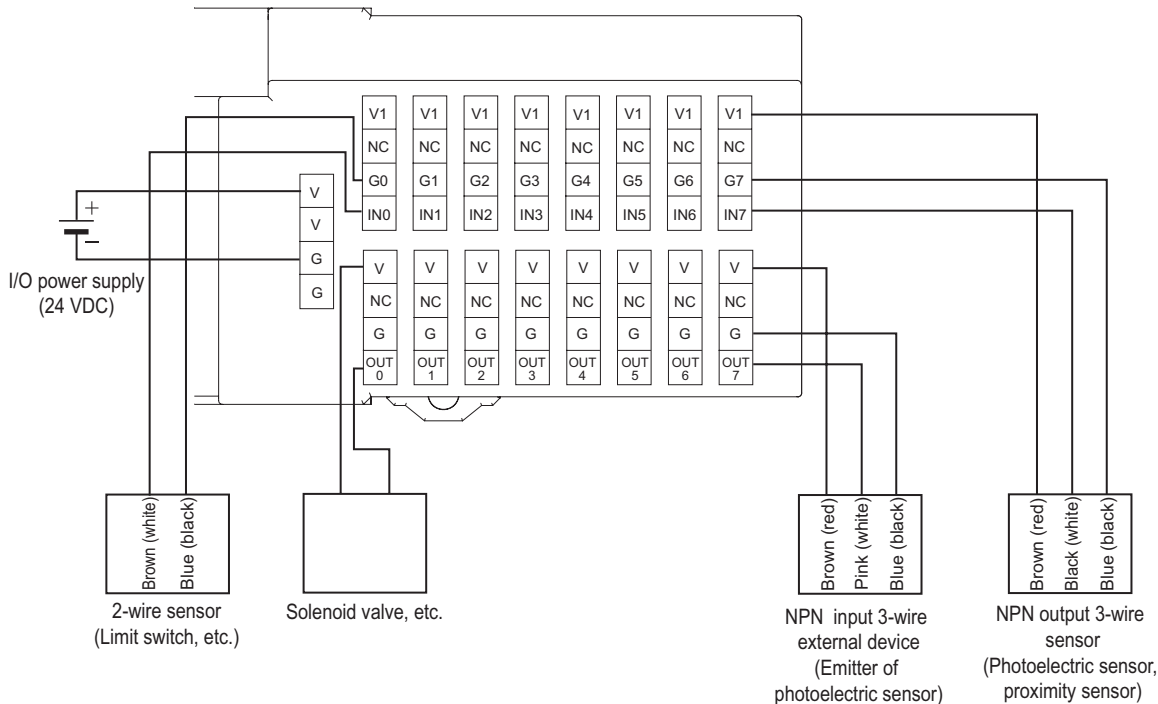 V1 V1 V1 V1 V1 V1 V1 V1
NC NC NC NC NC NC NC NC
G0 G1 G2 G3 G4 G5 G6 G7
IN0 IN1 IN2 IN3 IN4 IN5 IN6 IN7
V
V
G
G
+
−
I/O power supply
(24 VDC)
V V V V V V V V
NC NC NC NC NC NC NC NC
G G G G G G G G
OUT OUT OUT OUT OUT OUT OUT OUT
0 1 2 3 4 5 6 7
Brown (white)
Blue (black)
2-wire sensor
(Limit switch, etc.)
Solenoid valve, etc.
Brown (red)
Pink (white)
Blue (black)
NPN input 3-wire
external device
(Emitter of
photoelectric sensor)
Brown (red)
Black (white)
Blue (black)
NPN output 3-wire
sensor
(Photoelectric sensor,
proximity sensor)